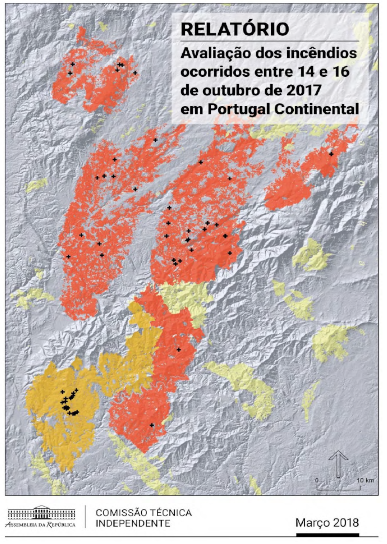 RELATÓRIO
Avaliação dos incêndios
ocorridos entre 14 e 16
de outubro de 2017
em Portugal Continental
0 10 km
ASSEMBLEIA DA REPÚBLICA
COMISSÃO TÉCNICA
INDEPENDENTE
Março 2018